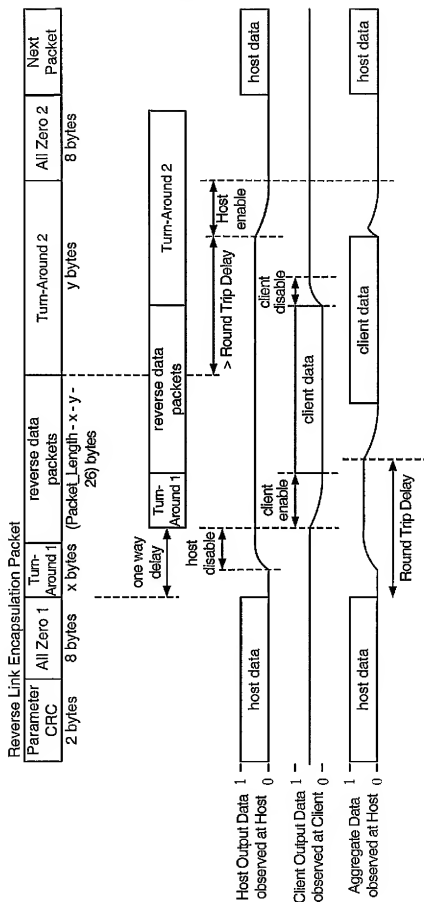 Reverse Link Encapsulation Packet
Parameter
CRC
All Zero 1
Turn-
Around 1
reverse data
packets
Turn-Around 2
All Zero 2
Next
Packet
2 bytes
8 bytes
x bytes
(Packet_Length - x - y -
26) bytes
y bytes
8 bytes
one way
delay
Turn-
Around 1
reverse data
packets
Turn-Around 2
host
disable
> Round Trip Delay
Host
enable
Host Output Data
observed at Host
1
0
host data
host data
client
enable
client
disable
Client Output Data
observed at Client
1
0
client data
Aggregate Data
observed at Host
1
0
host data
client data
host data
Round Trip Delay